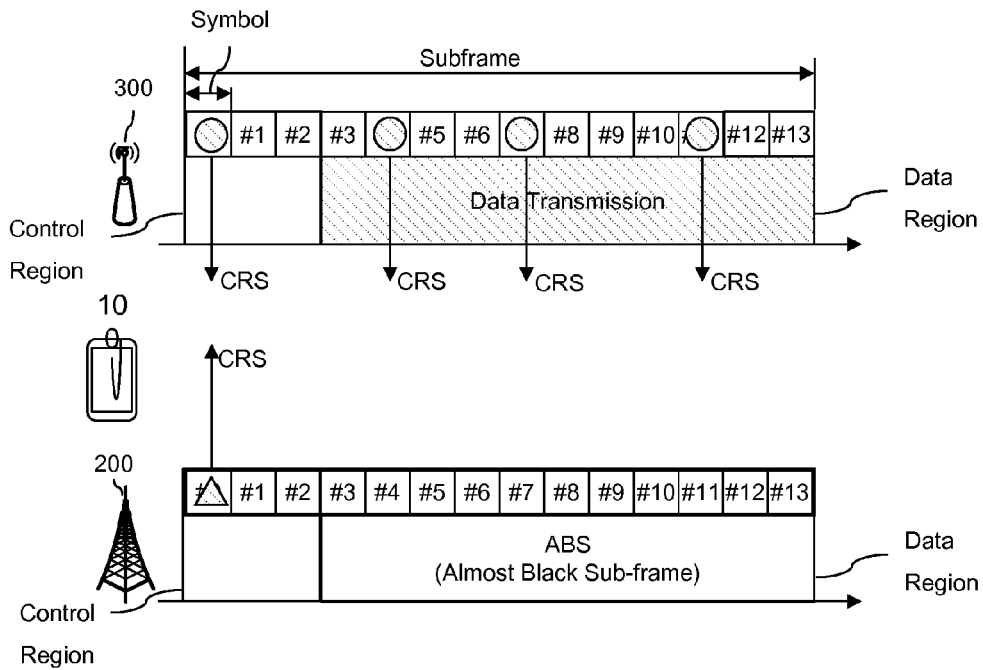 Symbol
Subframe
300
#1 #2 #3 #5 #6 #8 #9 #10 #12 #13
Data Transmission
Data
Region
Control
Region
CRS CRS CRS CRS
10
CRS
200
#1 #2 #3 #4 #5 #6 #7 #8 #9 #10 #11 #12 #13
ABS
(Almost Black Sub-frame)
Data
Region
Control
Region